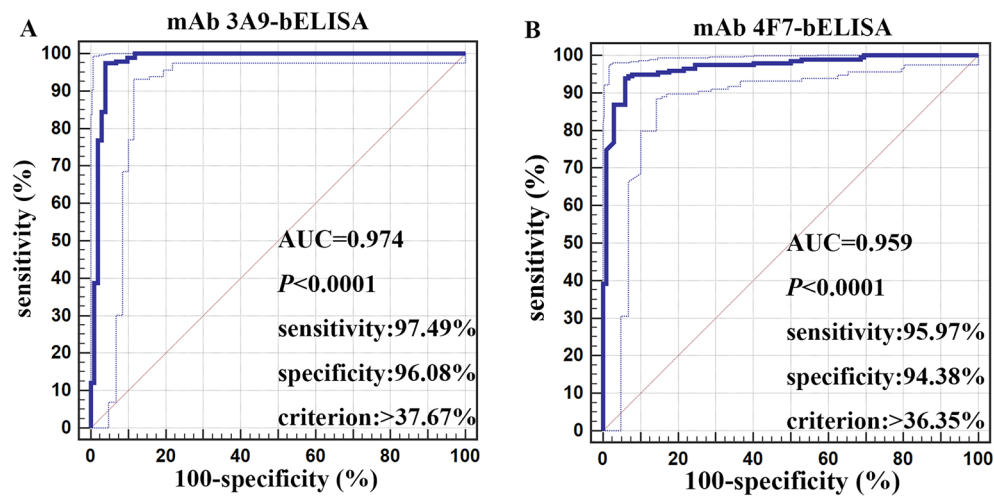 A
mAb 3A9-bELISA
100
90
80
70
60
50
40
30
20
10
0
sensitivity (%)
AUC=0.974
P<0.0001
sensitivity:97.49%
specificity:96.08%
criterion:>37.67%
0 20 40 60 80 100
100-specificity (%)
B
mAb 4F7-bELISA
100
90
80
70
60
50
40
30
20
10
0
sensitivity (%)
AUC=0.959
P<0.0001
sensitivity:95.97%
specificity:94.38%
criterion:>36.35%
0 20 40 60 80 100
100-specificity (%)